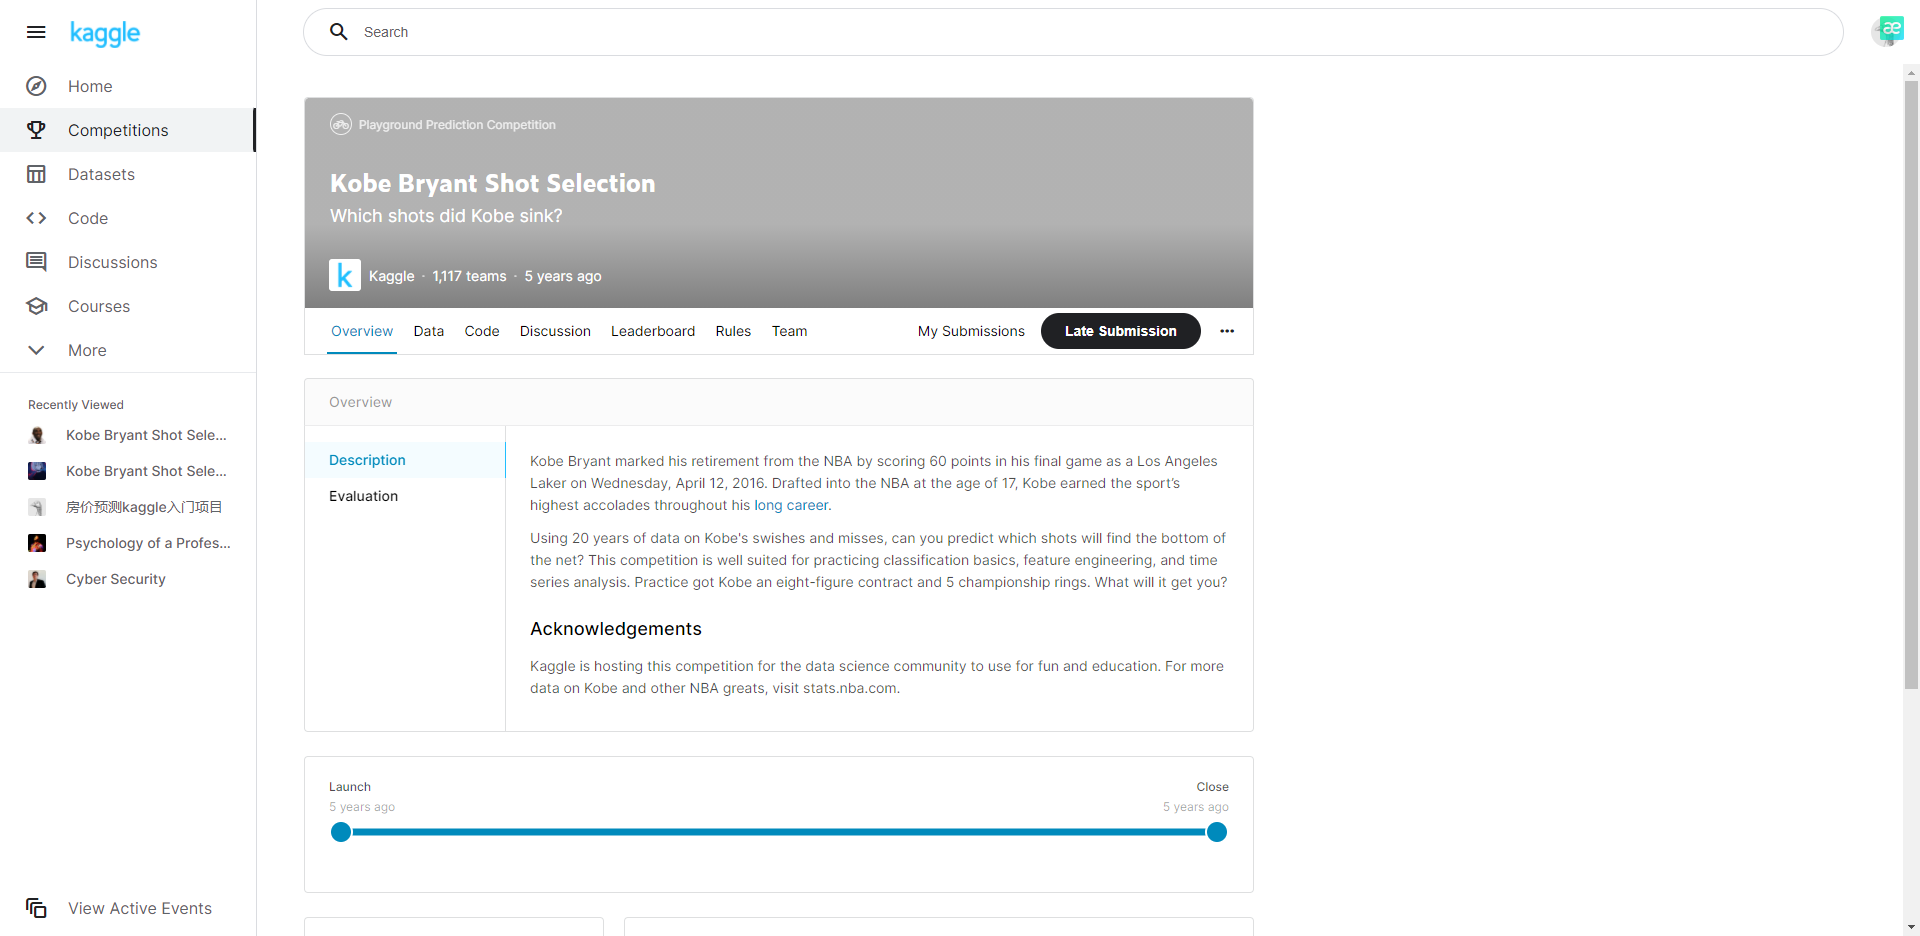 kaggle
Search
Home
Competitions
Datasets
Code
Discussions
Courses
More
Recently Viewed
Kobe Bryant Shot Sele...
Kobe Bryant Shot Sele...
房价预测kaggle入门项目
Psychology of a Profes...
Cyber Security
View Active Events
æ
Playground Prediction Competition
Kobe Bryant Shot Selection
Which shots did Kobe sink?
k Kaggle · 1,117 teams · 5 years ago
Overview Data Code Discussion Leaderboard Rules Team My Submissions Late Submission
Overview
Description
Evaluation
Kobe Bryant marked his retirement from the NBA by scoring 60 points in his final game as a Los Angeles
Laker on Wednesday, April 12, 2016. Drafted into the NBA at the age of 17, Kobe earned the sport’s
highest accolades throughout his long career.
Using 20 years of data on Kobe's swishes and misses, can you predict which shots will find the bottom of
the net? This competition is well suited for practicing classification basics, feature engineering, and time
series analysis. Practice got Kobe an eight-figure contract and 5 championship rings. What will it get you?
Acknowledgements
Kaggle is hosting this competition for the data science community to use for fun and education. For more
data on Kobe and other NBA greats, visit stats.nba.com.
Launch Close
5 years ago 5 years ago